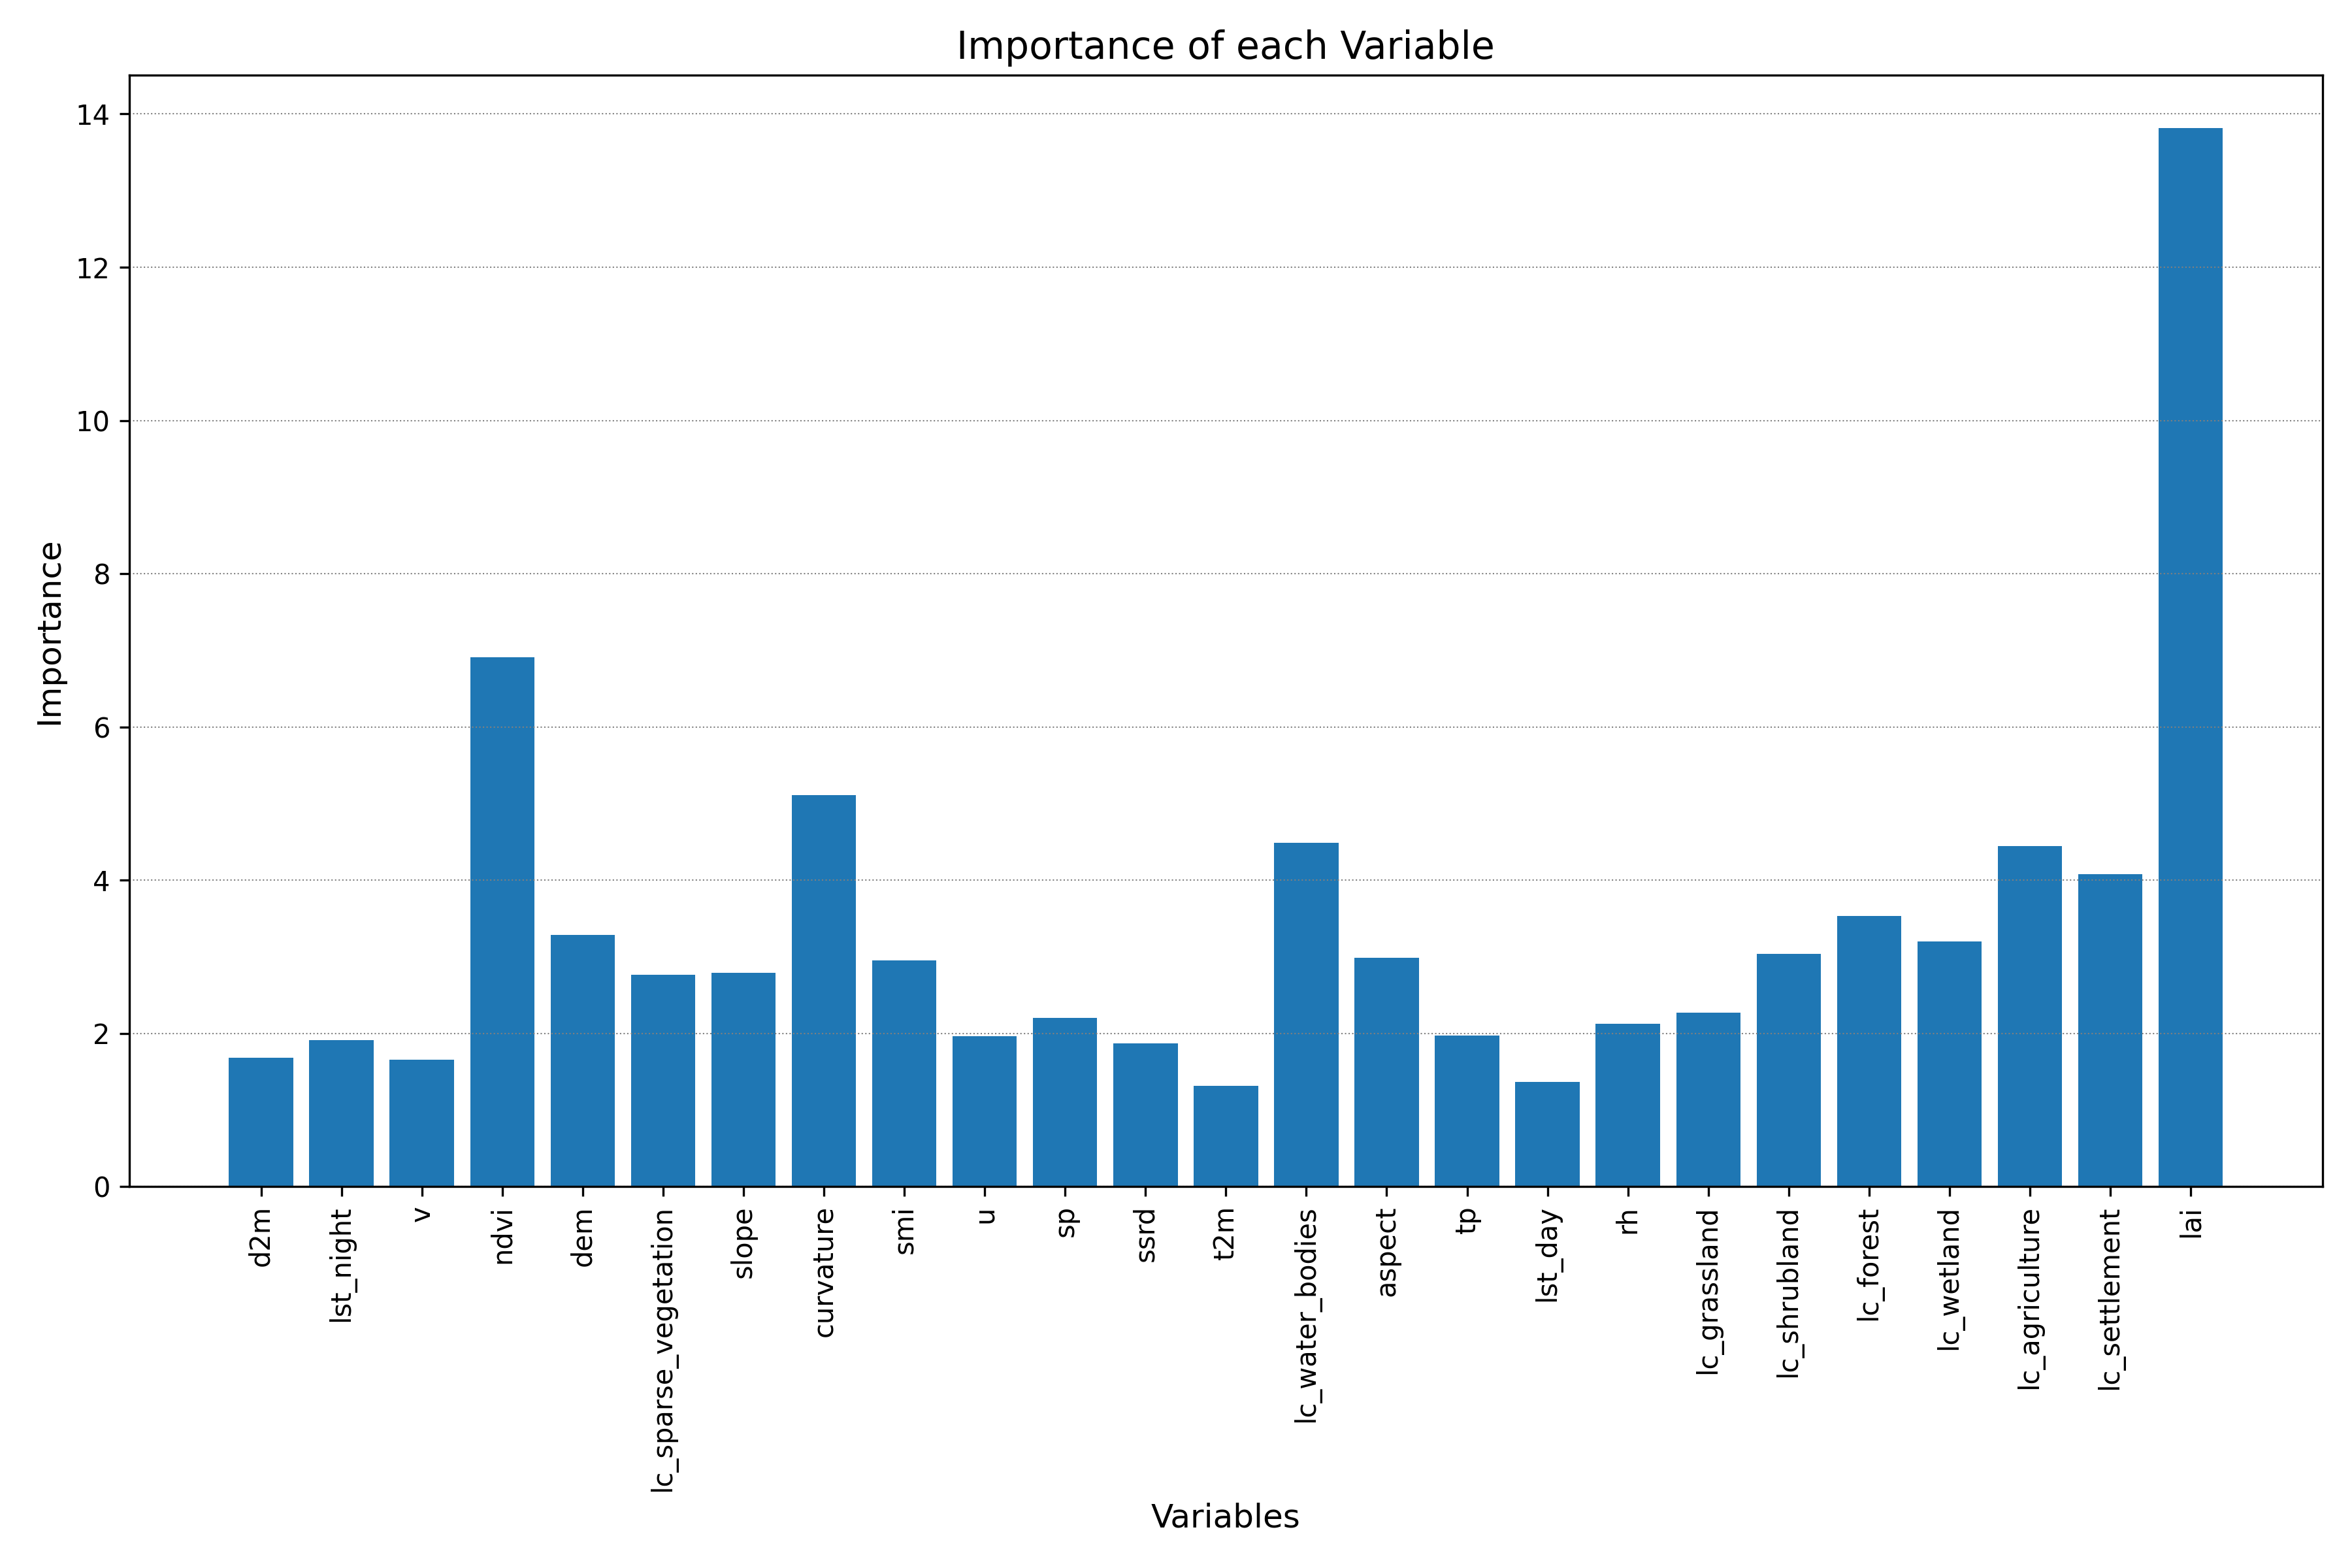 Importance of each Variable
14
12
10
8
6
4
2
0
Importance
d2m
lst_night
v
ndvi
dem
lc_sparse_vegetation
slope
curvature
smi
u
sp
ssrd
t2m
lc_water_bodies
aspect
tp
lst_day
rh
lc_grassland
lc_shrubland
lc_forest
lc_wetland
lc_agriculture
lc_settlement
lai
Variables